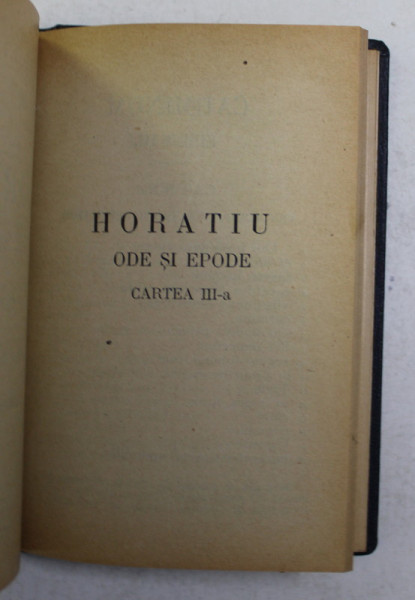 HORATIU
ODE ȘI EPODE
CARTEA III-a